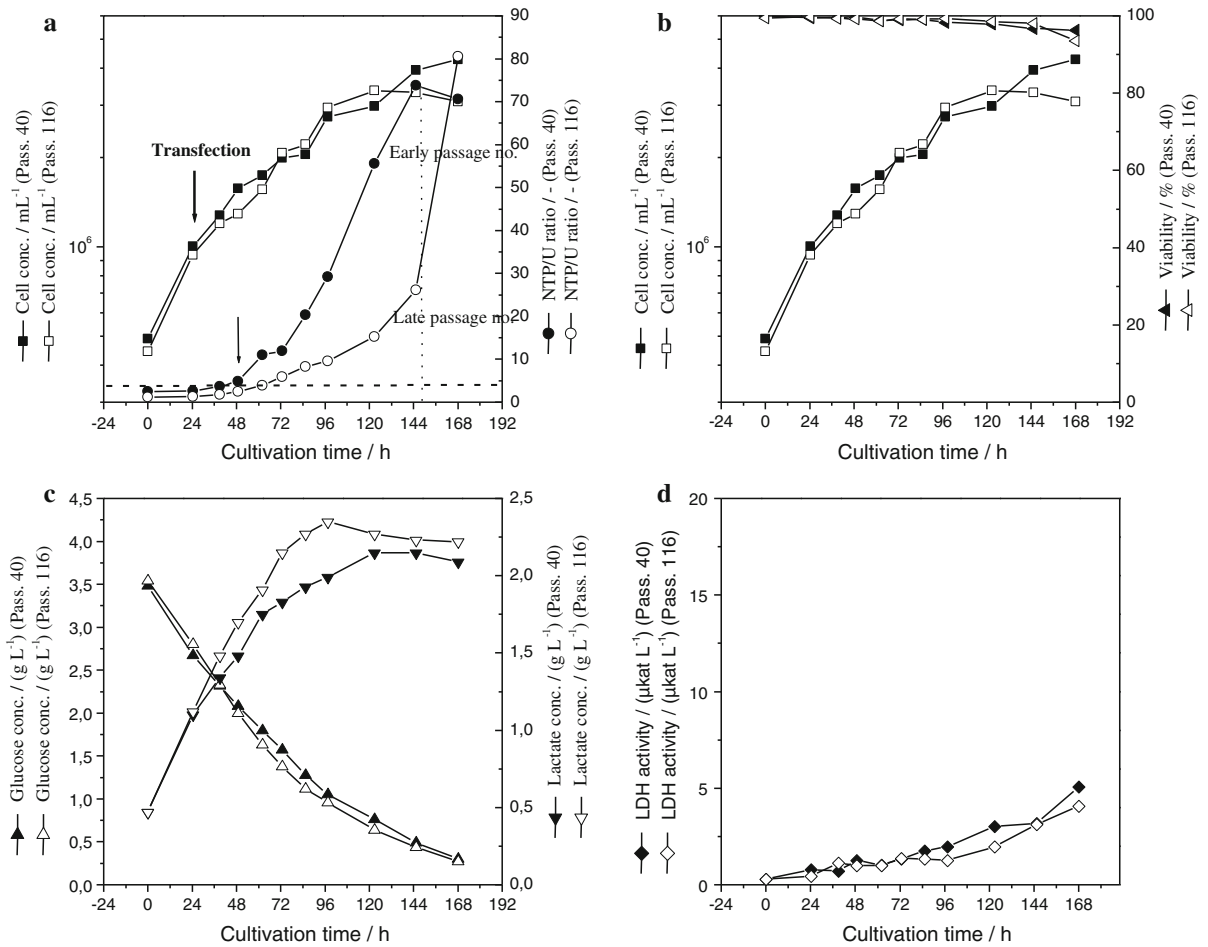 a
90
80
70
60
50
40
30
20
10
0
10⁶
Transfection
Early passage no.
Late passage no.
Cell conc. / mL⁻¹ (Pass. 40)
Cell conc. / mL⁻¹ (Pass. 116)
NTP/U ratio / - (Pass. 40)
NTP/U ratio / - (Pass. 116)
-24 0 24 48 72 96 120 144 168 192
Cultivation time / h
b
100
80
60
40
20
0
10⁶
Cell conc. / mL⁻¹ (Pass. 40)
Cell conc. / mL⁻¹ (Pass. 116)
Viability / % (Pass. 40)
Viability / % (Pass. 116)
-24 0 24 48 72 96 120 144 168 192
Cultivation time / h
c
4,5
4,0
3,5
3,0
2,5
2,0
1,5
1,0
0,5
0,0
2,5
2,0
1,5
1,0
0,5
0,0
Glucose conc. / (g L⁻¹) (Pass. 40)
Glucose conc. / (g L⁻¹) (Pass. 116)
Lactate conc. / (g L⁻¹) (Pass. 40)
Lactate conc. / (g L⁻¹) (Pass. 116)
-24 0 24 48 72 96 120 144 168 192
Cultivation time / h
d
20
15
10
5
0
LDH activity / (µkat L⁻¹) (Pass. 40)
LDH activity / (µkat L⁻¹) (Pass. 116)
-24 0 24 48 72 96 120 144 168
Cultivation time / h